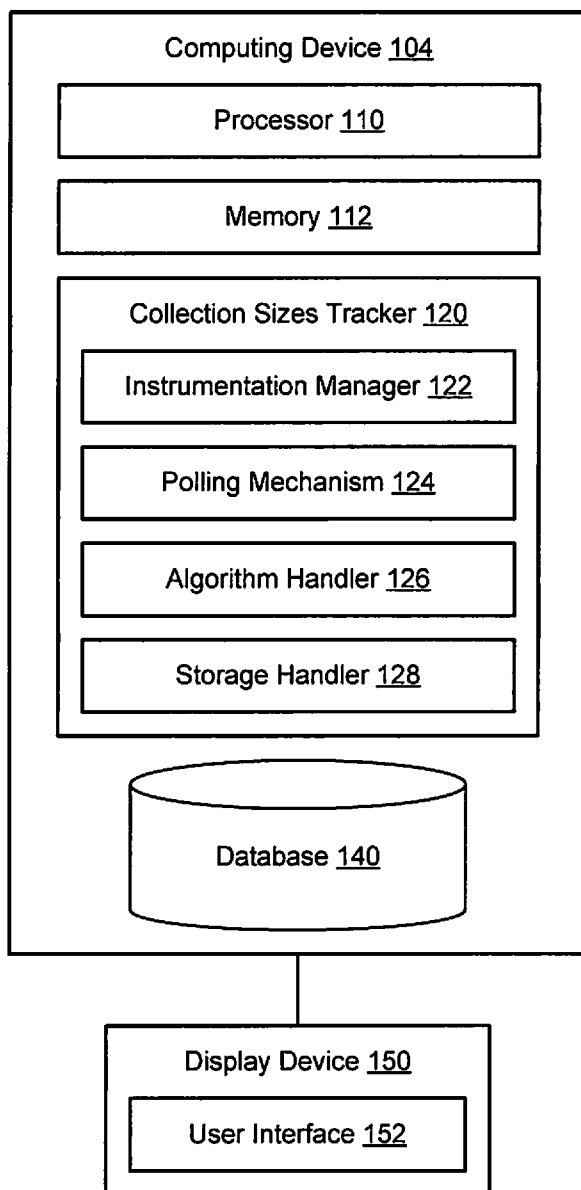 Computing Device 104
Processor 110
Memory 112
Collection Sizes Tracker 120
Instrumentation Manager 122
Polling Mechanism 124
Algorithm Handler 126
Storage Handler 128
Database 140
Display Device 150
User Interface 152